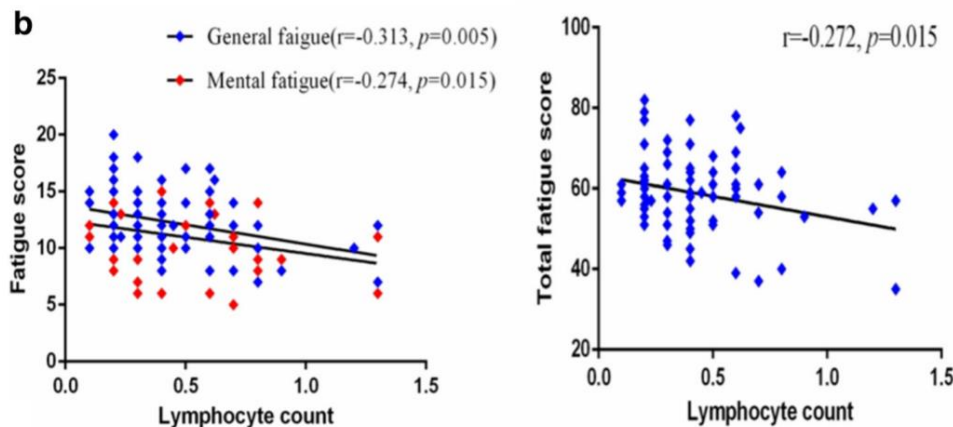 b
General faigue(r=-0.313, p=0.005)
Mental fatigue(r=-0.274, p=0.015)
25
20
15
10
5
0
Fatigue score
0.0 0.5 1.0 1.5
Lymphocyte count
r=-0.272, p=0.015
100
80
60
40
20
Total fatigue score
0.0 0.5 1.0 1.5
Lymphocyte count